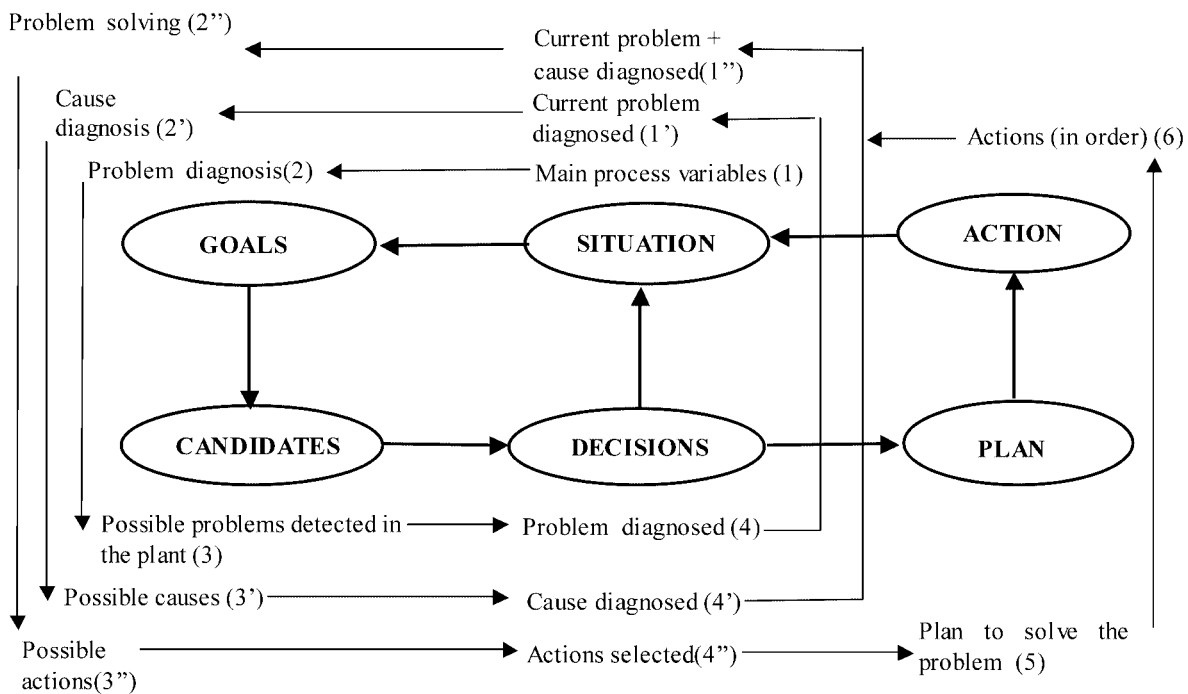 Problem solving (2’’)
Current problem +
cause diagnosed(1’’)
Cause
diagnosis (2’)
Current problem
diagnosed (1’)
Actions (in order) (6)
Problem diagnosis(2)
Main process variables (1)
GOALS
SITUATION
ACTION
CANDIDATES
DECISIONS
PLAN
Possible problems detected in
the plant (3)
Problem diagnosed (4)
Possible causes (3’)
Cause diagnosed (4’)
Possible
actions(3’’)
Actions selected(4’’)
Plan to solve the
problem (5)